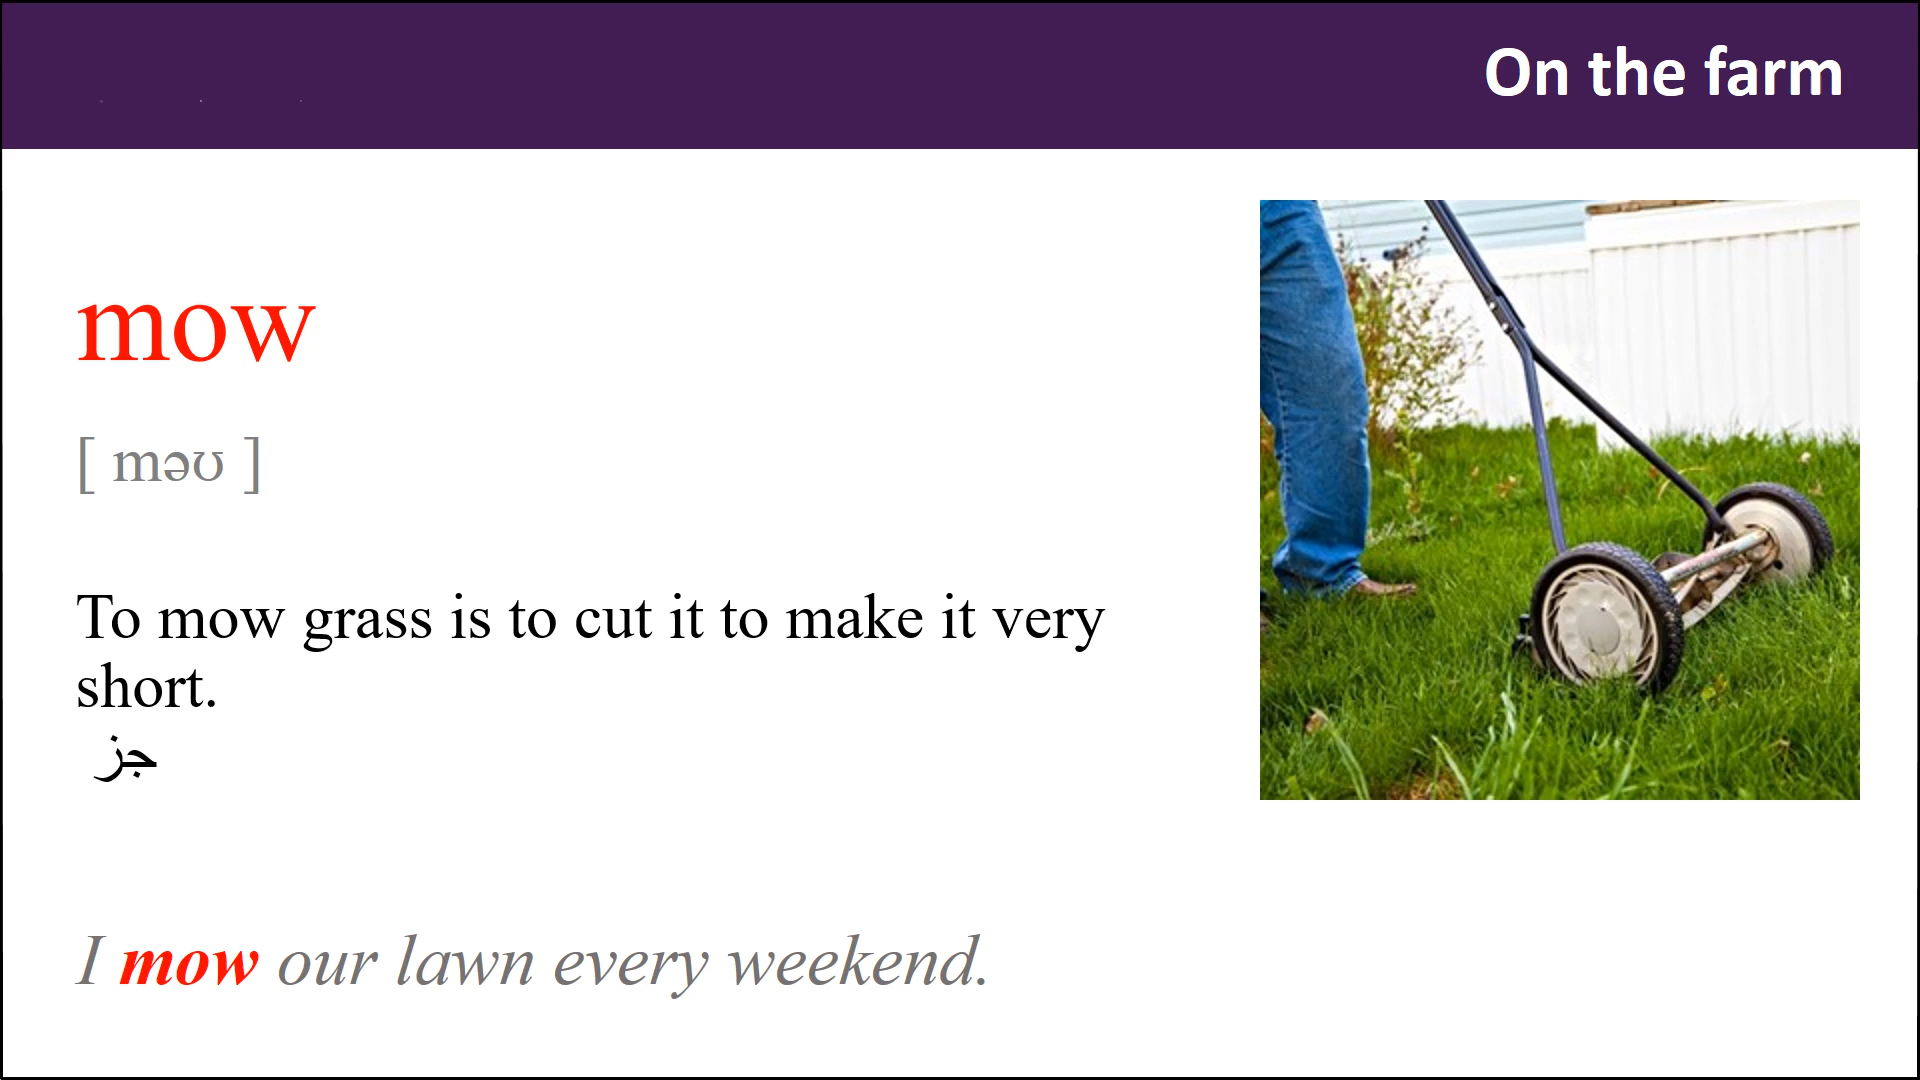 On the farm
mow
[ məʊ ]
To mow grass is to cut it to make it very
short.
جز
I mow our lawn every weekend.